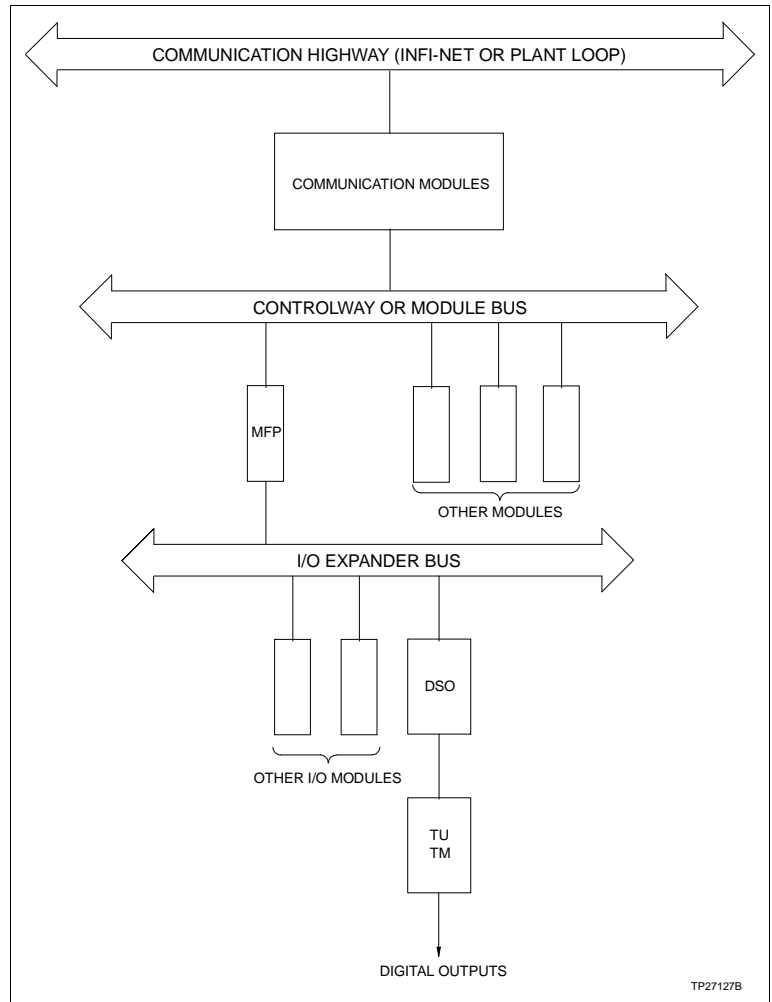 COMMUNICATION HIGHWAY (INFI-NET OR PLANT LOOP)
COMMUNICATION MODULES
CONTROLWAY OR MODULE BUS
MFP
OTHER MODULES
I/O EXPANDER BUS
DSO
OTHER I/O MODULES
TU
TM
DIGITAL OUTPUTS
TP27127B